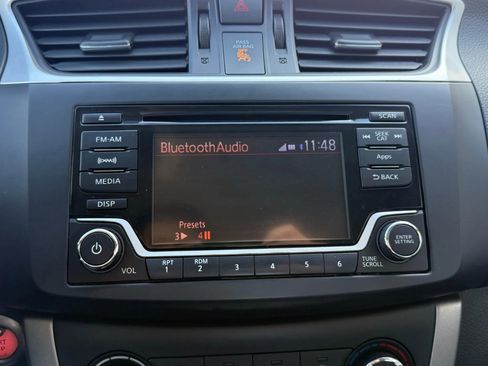 PASS
AIR BAG
SCAN
FM-AM
SEEK
CAT
BluetoothAudio 11:48
((XM))
Apps
MEDIA
BACK
DISP
Presets
3 4
ENTER
SETTING
VOL
RPT
1
RDM
2
3
4
5
6
TUNE
SCROLL